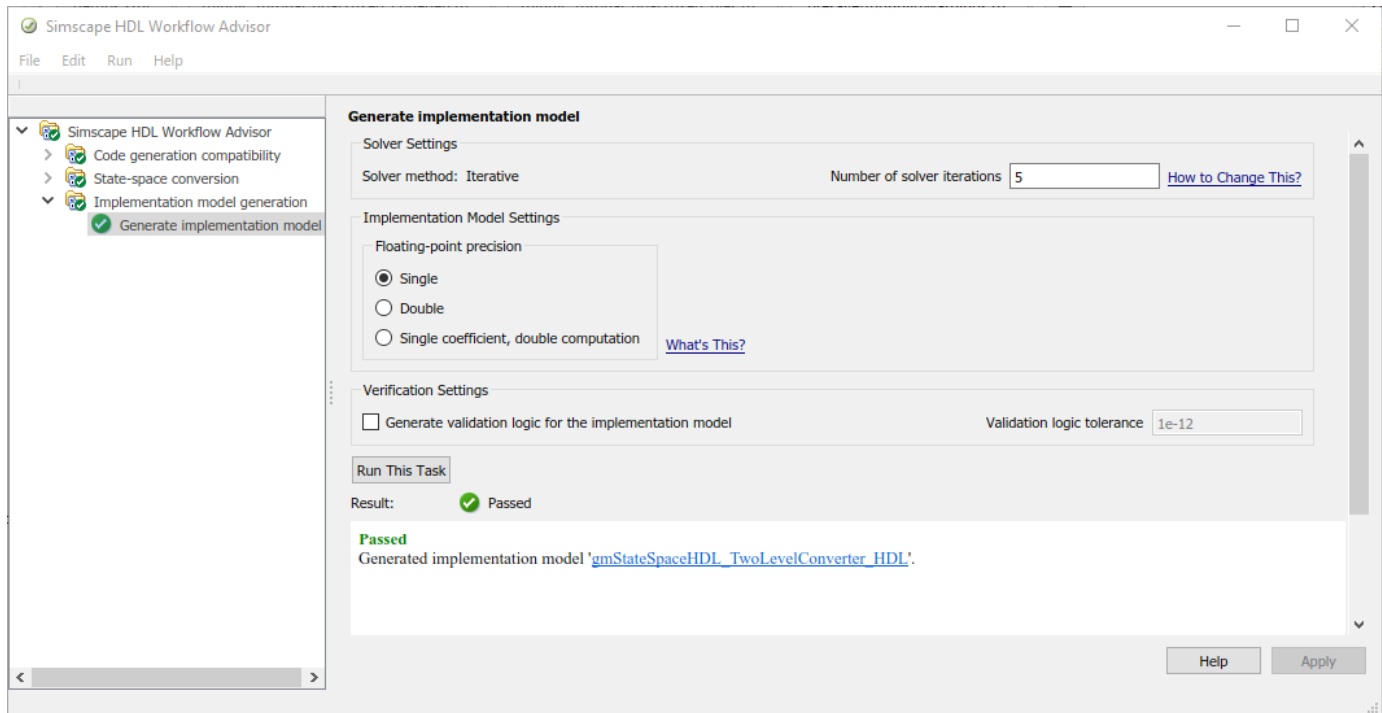 Simscape HDL Workflow Advisor
File Edit Run Help
Simscape HDL Workflow Advisor
Code generation compatibility
State-space conversion
Implementation model generation
Generate implementation model
Generate implementation model
Solver Settings
Solver method: Iterative Number of solver iterations 5 How to Change This?
Implementation Model Settings
Floating-point precision
Single
Double
Single coefficient, double computation What's This?
Verification Settings
Generate validation logic for the implementation model Validation logic tolerance 1e-12
Run This Task
Result: Passed
Passed
Generated implementation model 'gmStateSpaceHDL_TwoLevelConverter_HDL'.
Help Apply